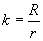 k = R/r